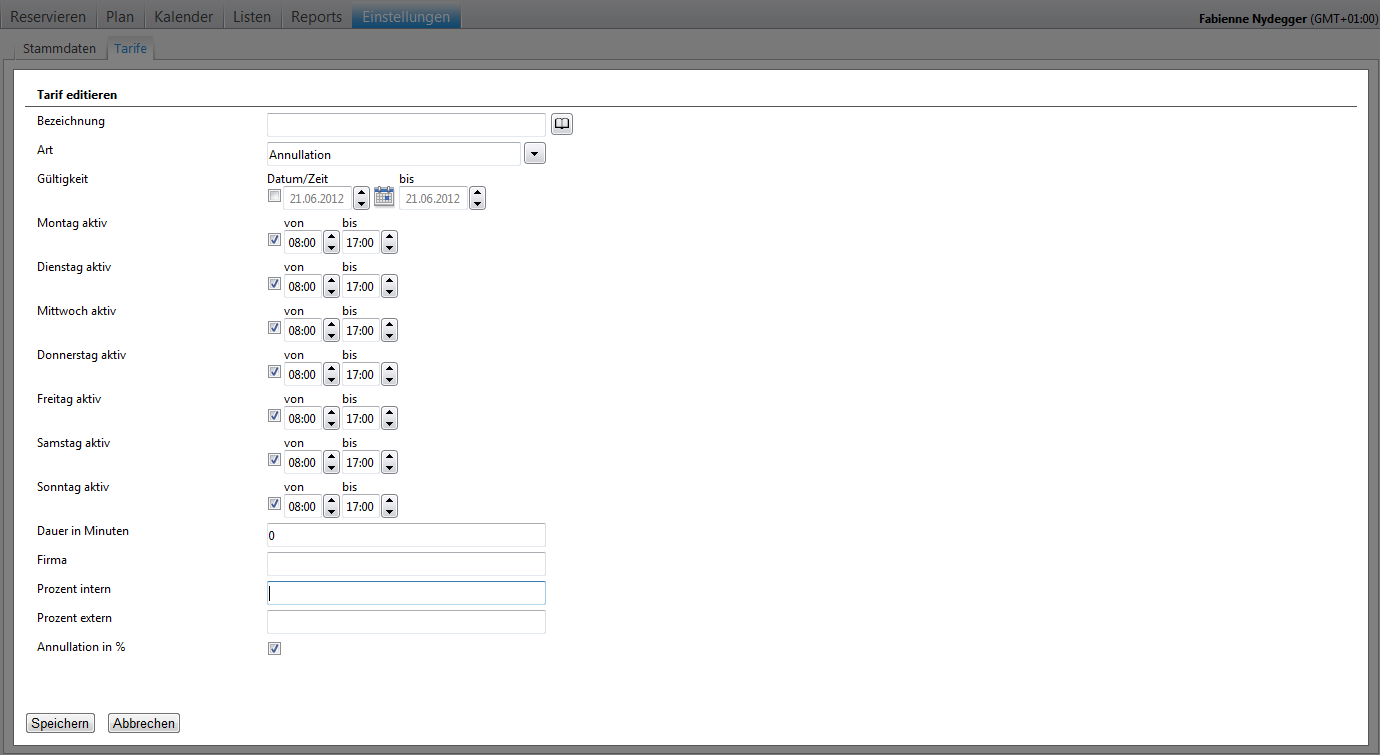 Reservieren Plan Kalender Listen Reports Einstellungen Fabienne Nydegger (GMT+01:00)
Stammdaten Tarife
Tarif editieren
Bezeichnung
Art Annullation
Gültigkeit Datum/Zeit bis
21.06.2012 21.06.2012
Montag aktiv von bis
08:00 17:00
Dienstag aktiv von bis
08:00 17:00
Mittwoch aktiv von bis
08:00 17:00
Donnerstag aktiv von bis
08:00 17:00
Freitag aktiv von bis
08:00 17:00
Samstag aktiv von bis
08:00 17:00
Sonntag aktiv von bis
08:00 17:00
Dauer in Minuten 0
Firma
Prozent intern
Prozent extern
Annullation in %
Speichern Abbrechen